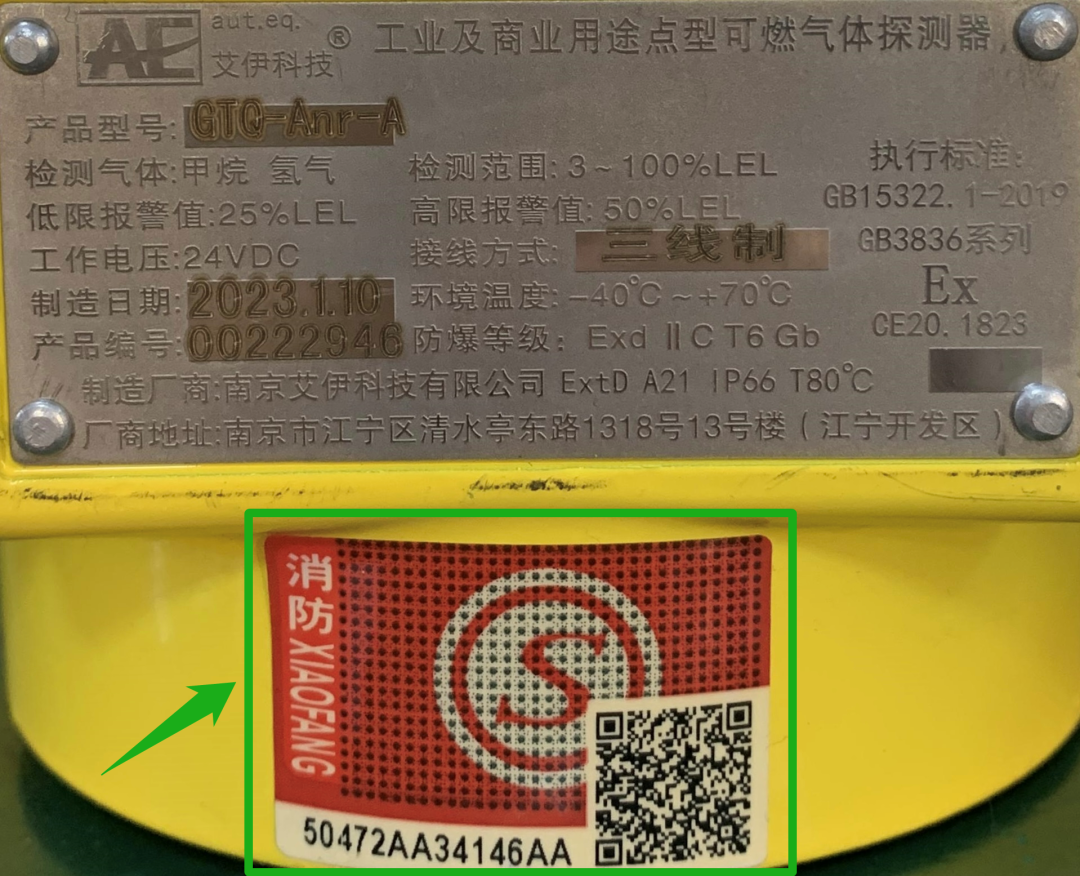 AE aut.eq. ® 工业及商业用途点型可燃气体探测器
艾伊科技
产品型号:GTQ-Anr-A
检测气体:甲烷 氢气 检测范围:3~100%LEL 执行标准:
低限报警值:25%LEL 高限报警值:50%LEL GB15322.1-2019
工作电压:24VDC 接线方式:三线制 GB3836系列
制造日期:2023.1.10 环境温度:-40℃~+70℃ Ex
产品编号:00222946 防爆等级:Exd ⅡC T6 Gb CE20.1823
制造厂商:南京艾伊科技有限公司 ExtD A21 IP66 T80℃
厂商地址:南京市江宁区清水亭东路1318号13号楼(江宁开发区)
消防 XIAOFANG
S
50472AA34146AA